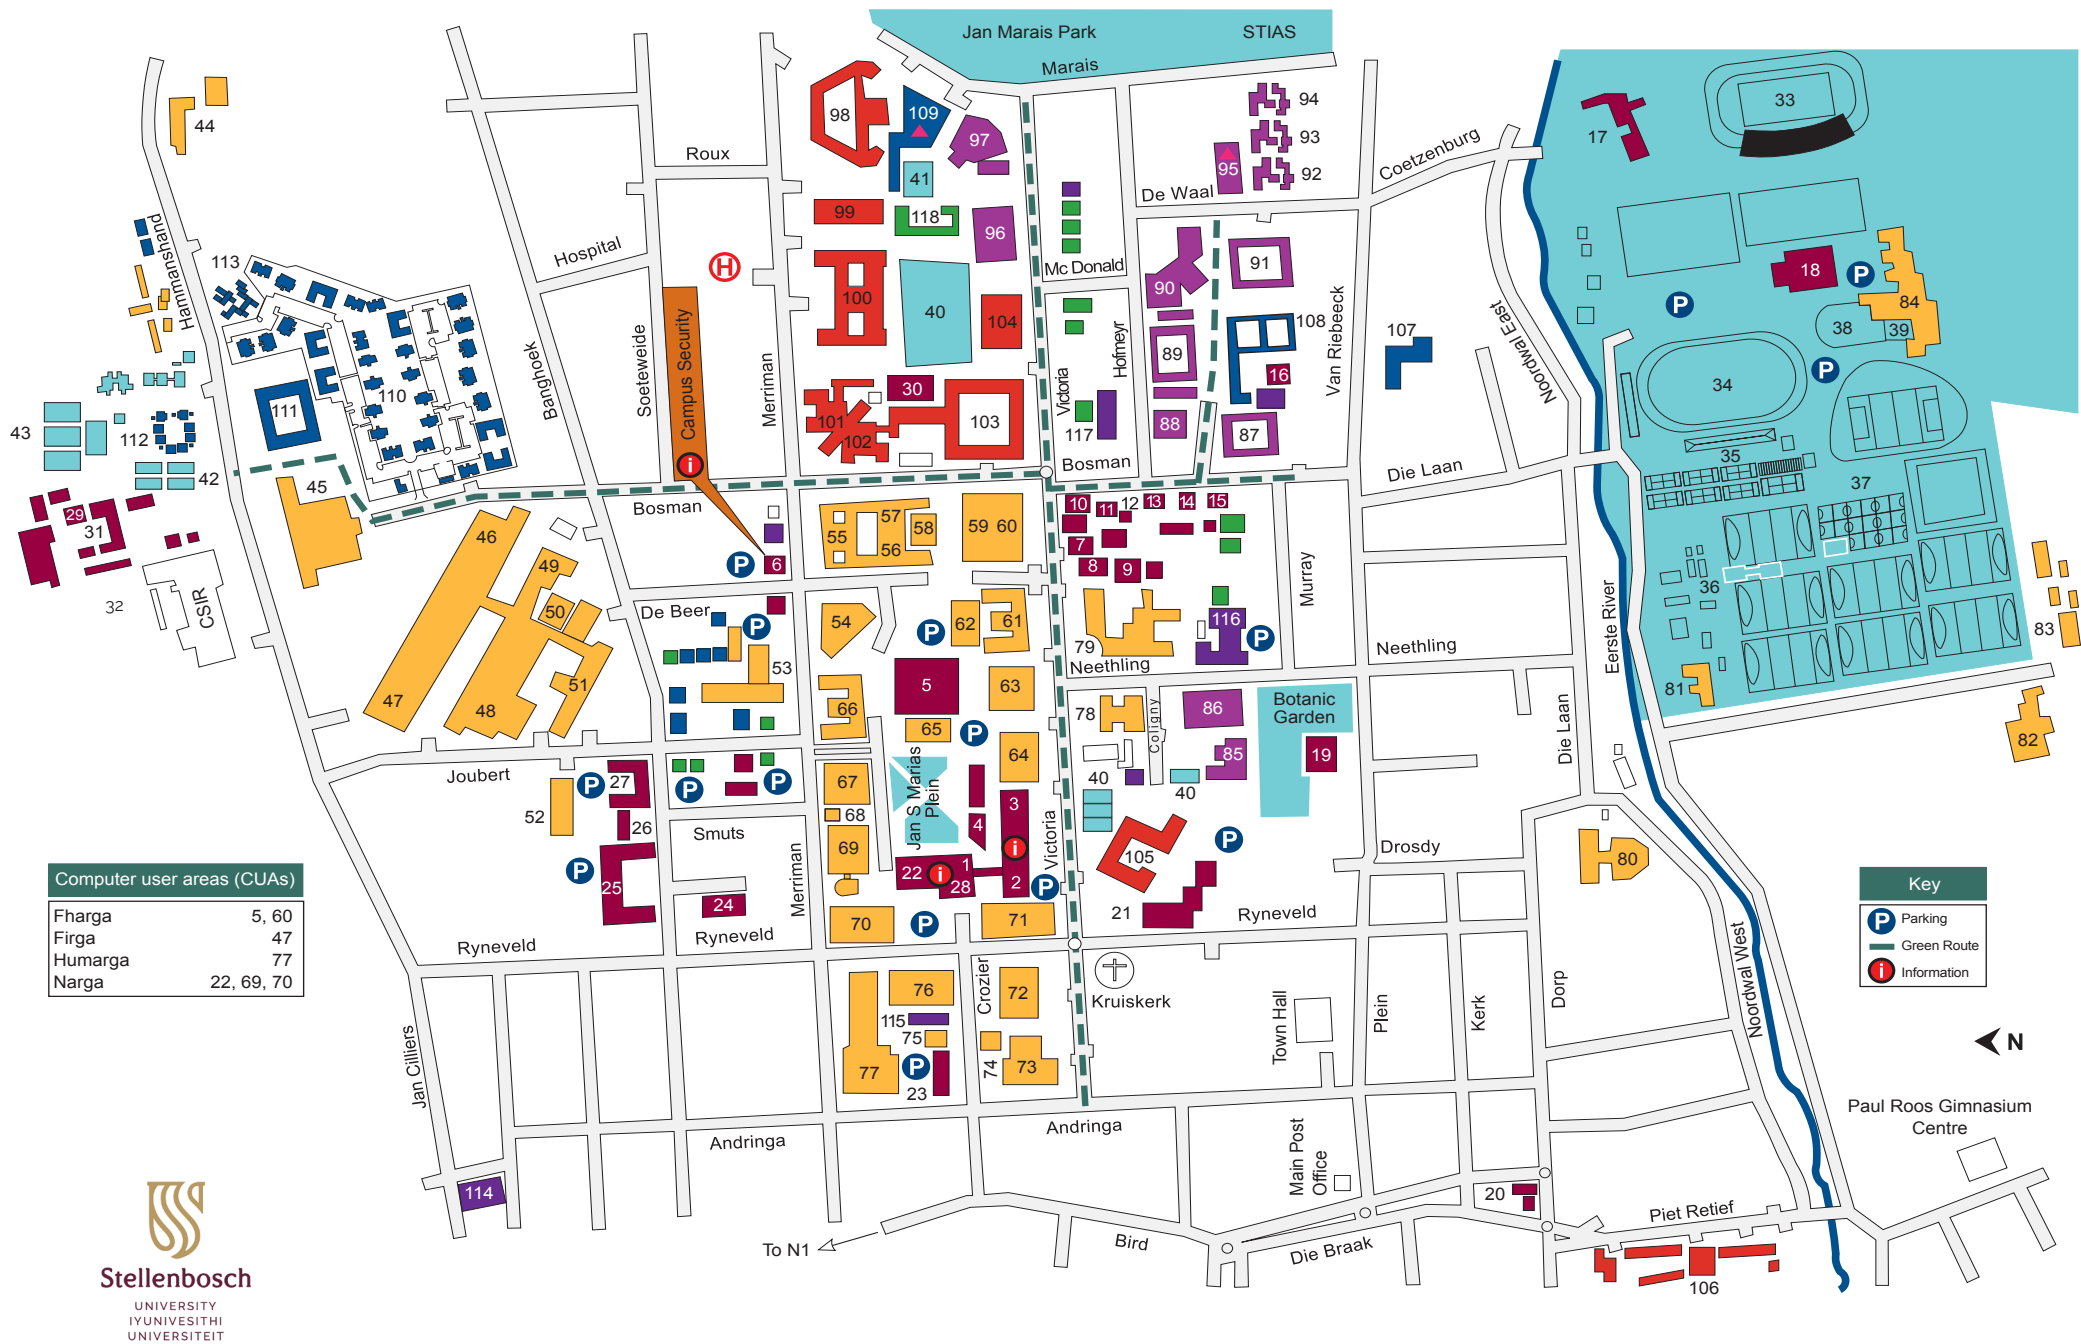 Jan Marais Park
STIAS
Marais
94
93
92
95
98
109
97
41
99
118
96
44
Roux
De Waal
Coetzenburg
17
33
Hammanshand
113
Hospital
H
Mc Donald
90
91
18
P
84
P
38
39
100
40
104
Campus Security
i
Soeteweide
Merriman
Banghoek
Victoria
Hofmeyr
89
108
16
Van Riebeeck
107
Noordwal East
34
P
111
110
43
112
42
30
101
102
103
117
88
87
Bosman
Die Laan
35
37
45
29
31
32
CSIR
Bosman
46
49
50
47
48
51
P
6
55
57
56
58
59
60
10
11
12
13
14
15
7
8
9
Murray
Eerste River
36
83
De Beer
P
53
54
P
62
61
79
116
P
Neethling
Neethling
5
63
66
65
P
64
78
Coligny
86
Botanic
Garden
85
19
81
82
Die Laan
Joubert
P
27
52
26
P
P
67
68
69
Jan S Marias
Plein
3
4
40
40
Smuts
P
25
24
Merriman
22
i
1
28
i
2
P
Victoria
105
P
21
Drosdy
80
70
P
71
Ryneveld
Ryneveld
Ryneveld
Computer user areas (CUAs)
Fharga 5, 60
Firga 47
Humarga 77
Narga 22, 69, 70
Key
P Parking
Green Route
i Information
76
115
75
P
23
77
Crozier
72
74
73
Kruiskerk
Town Hall
Plein
Kerk
Dorp
Noordwal West
N
Jan Cilliers
Andringa
Andringa
Main Post
Office
Paul Roos Gimnasium
Centre
114
20
Piet Retief
To N1
Bird
Die Braak
106
Stellenbosch
UNIVERSITY
IYUNIVESITHI
UNIVERSITEIT